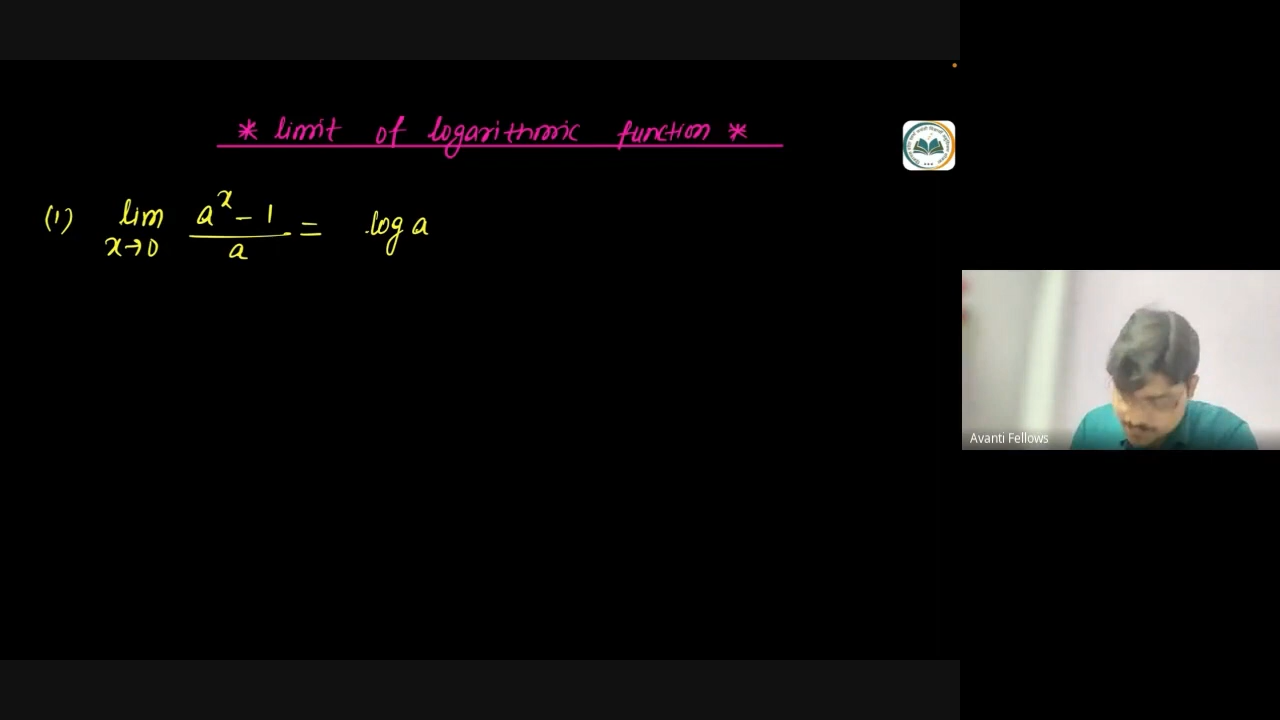 * limit of logarithmic function *
(1) lim x→0 a^x - 1 / a = log a
Avanti Fellows